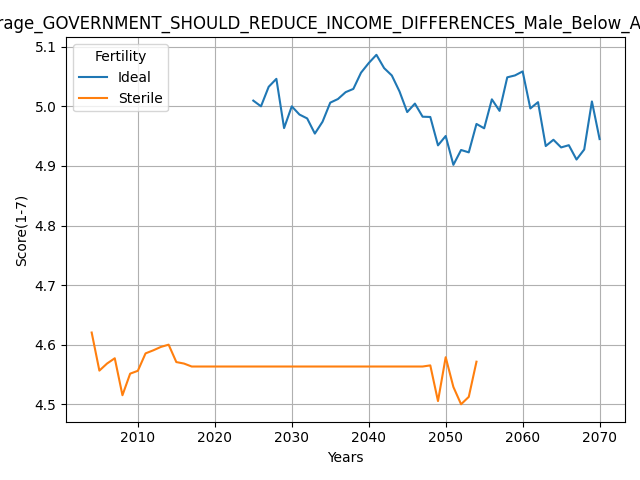 rage_GOVERNMENT_SHOULD_REDUCE_INCOME_DIFFERENCES_Male_Below_A
Fertility
Ideal
Sterile
Score(1-7)
5.1
5.0
4.9
4.8
4.7
4.6
4.5
2010 2020 2030 2040 2050 2060 2070
Years